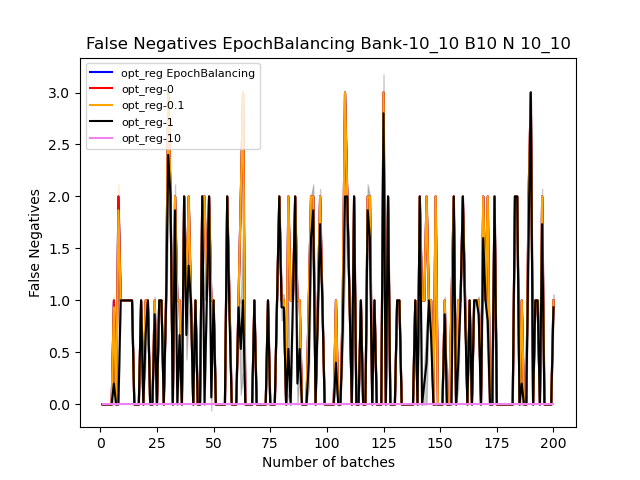 False Negatives EpochBalancing Bank-10_10 B10 N 10_10
opt_reg EpochBalancing
opt_reg-0
opt_reg-0.1
opt_reg-1
opt_reg-10
False Negatives
3.0
2.5
2.0
1.5
1.0
0.5
0.0
0 25 50 75 100 125 150 175 200
Number of batches